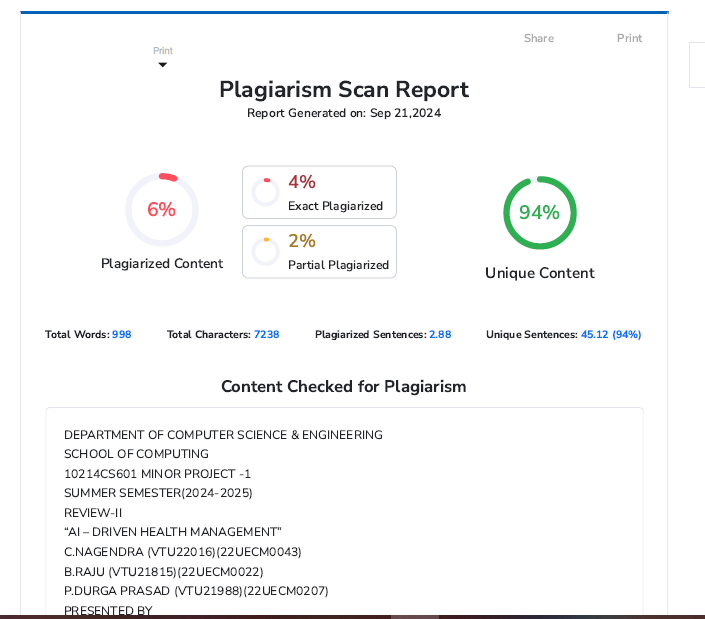 Share Print
Print
Plagiarism Scan Report
Report Generated on: Sep 21,2024
6%
Plagiarized Content
4%
Exact Plagiarized
2%
Partial Plagiarized
94%
Unique Content
Total Words: 998 Total Characters: 7238 Plagiarized Sentences: 2.88 Unique Sentences: 45.12 (94%)
Content Checked for Plagiarism
DEPARTMENT OF COMPUTER SCIENCE & ENGINEERING
SCHOOL OF COMPUTING
10214CS601 MINOR PROJECT -1
SUMMER SEMESTER(2024-2025)
REVIEW-II
“AI – DRIVEN HEALTH MANAGEMENT”
C.NAGENDRA (VTU22016)(22UECM0043)
B.RAJU (VTU21815)(22UECM0022)
P.DURGA PRASAD (VTU21988)(22UECM0207)
PRESENTED BY